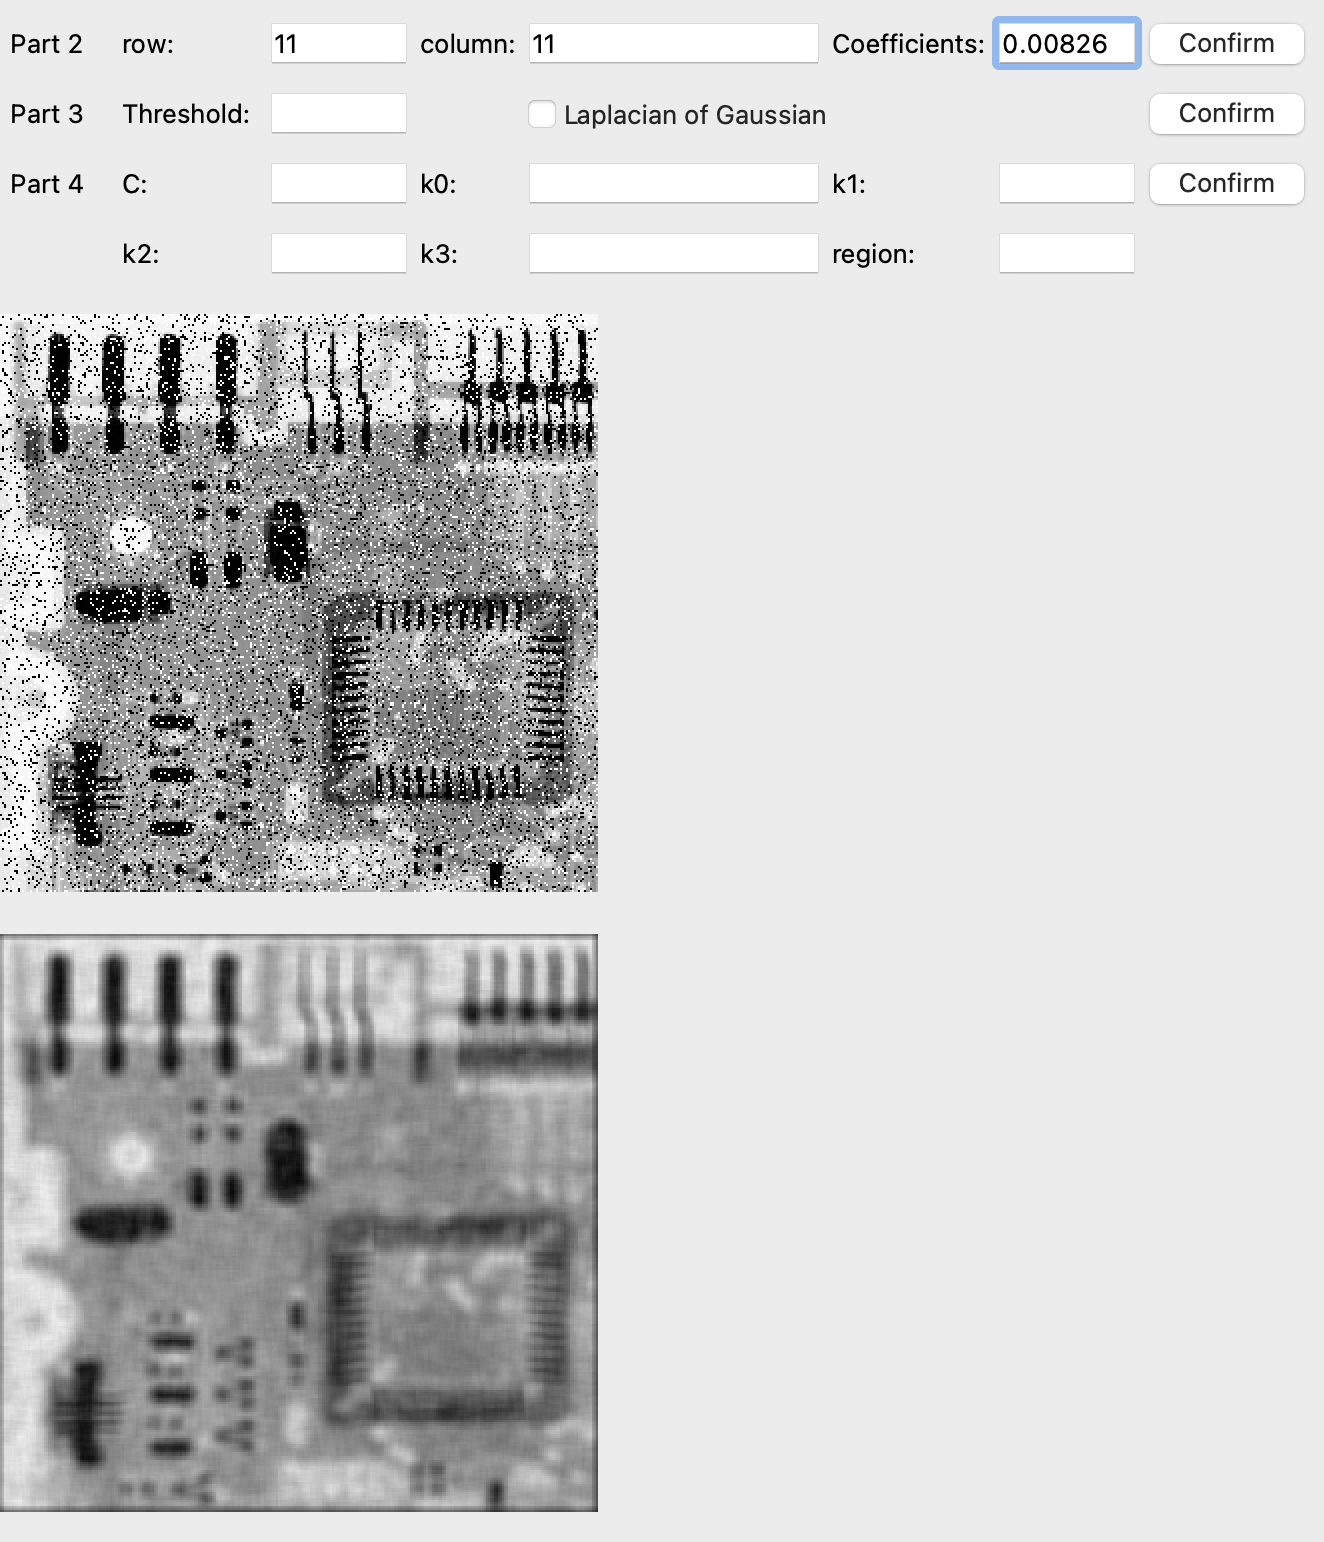 Part 2 row: 11 column: 11 Coefficients: 0.00826 Confirm
Part 3 Threshold: Laplacian of Gaussian Confirm
Part 4 C: k0: k1: Confirm
k2: k3: region: